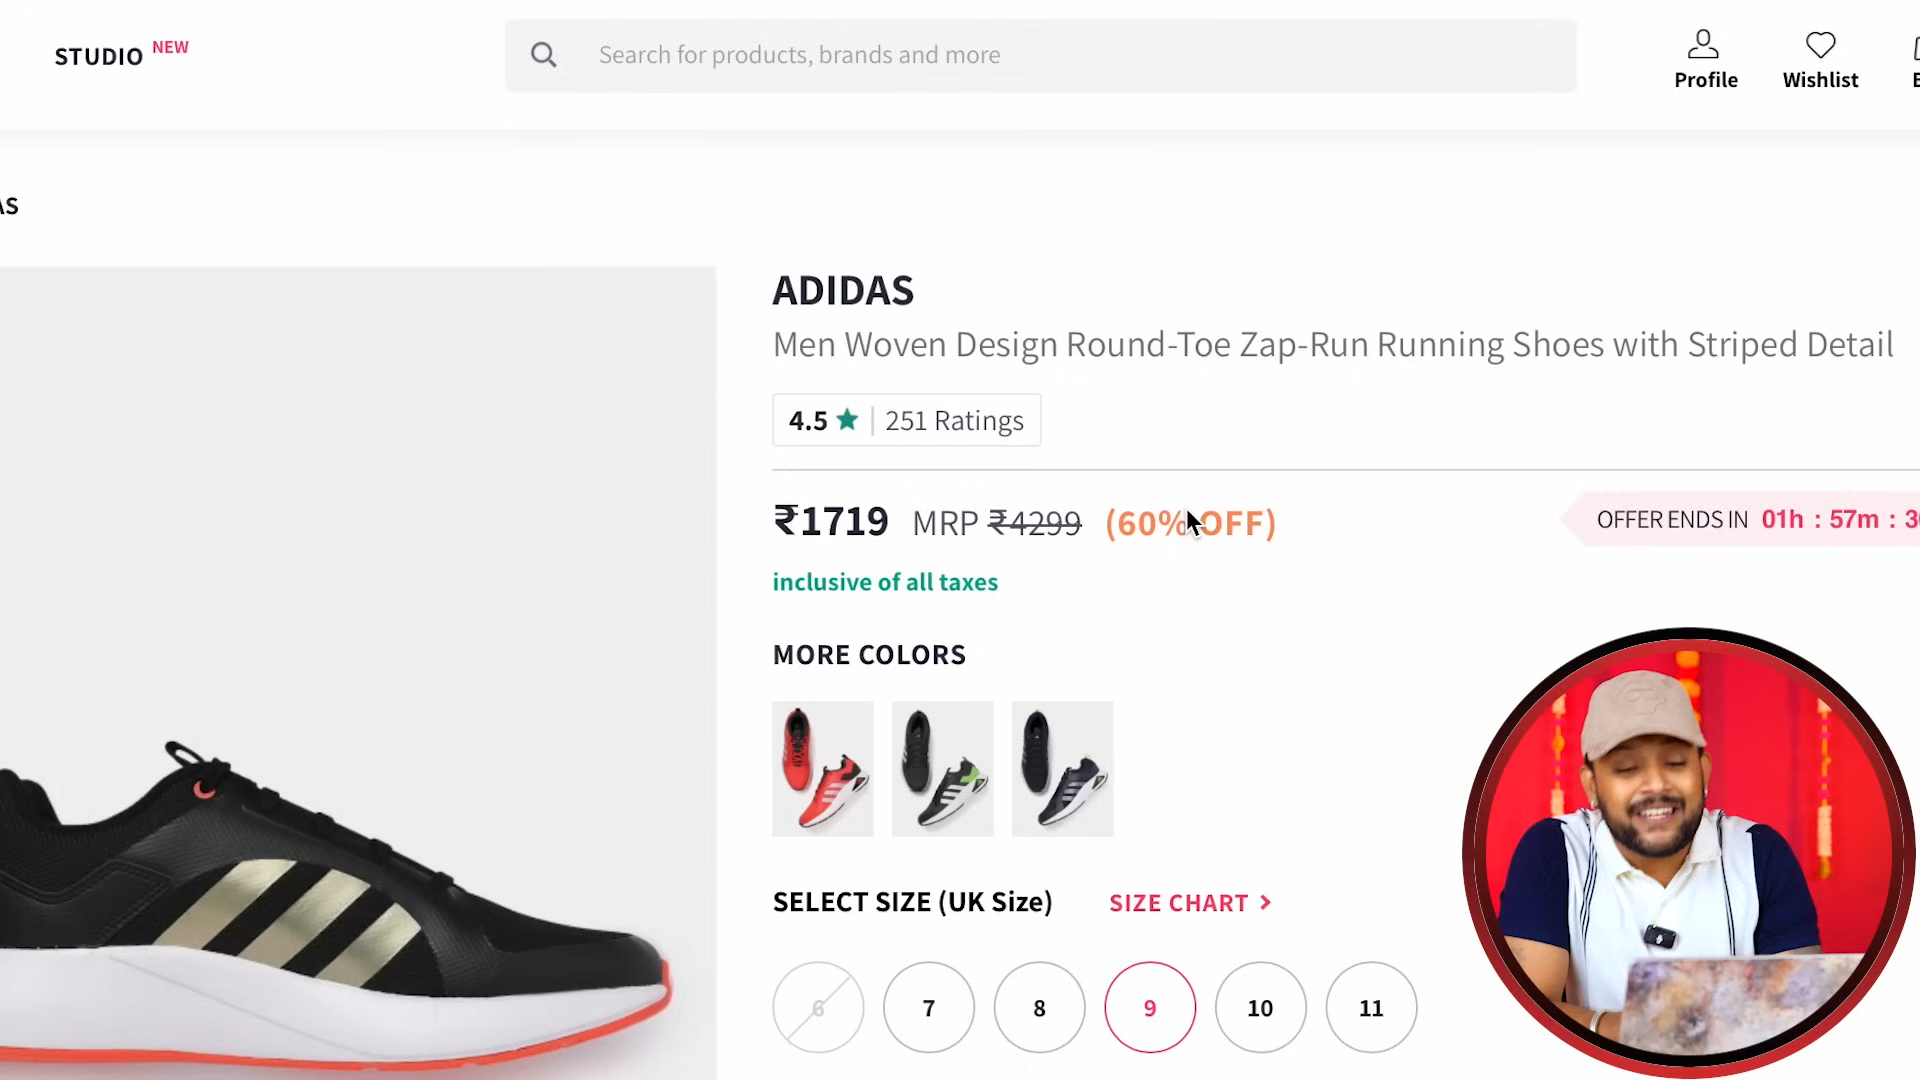 STUDIO NEW
Search for products, brands and more
Profile
Wishlist
ADIDAS
Men Woven Design Round-Toe Zap-Run Running Shoes with Striped Detail
4.5 ★ | 251 Ratings
₹1719 MRP ₹4299 (60% OFF)
OFFER ENDS IN 01h : 57m :
inclusive of all taxes
MORE COLORS
SELECT SIZE (UK Size)
SIZE CHART >
6 7 8 9 10 11